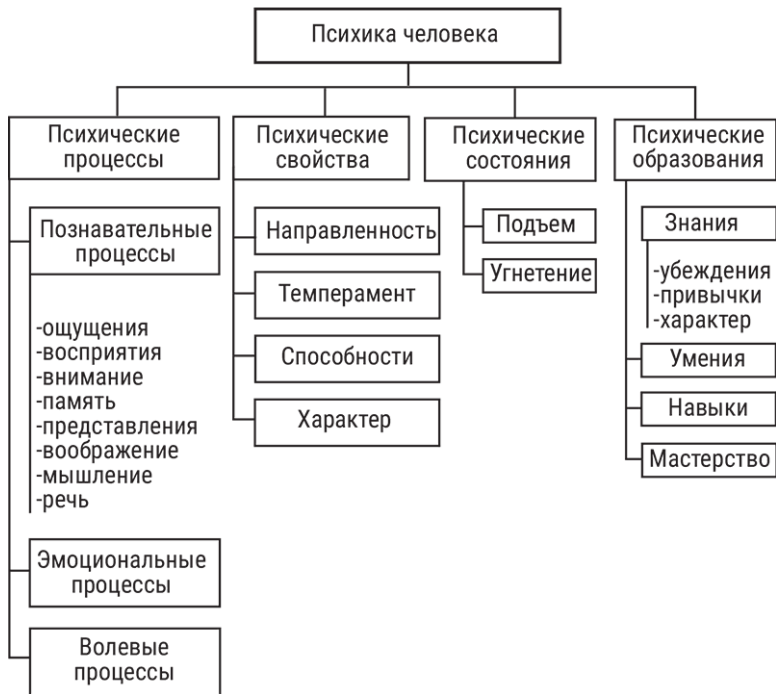 Психика человека
Психические
процессы
Познавательные
процессы
-ощущения
-восприятия
-внимание
-память
-представления
-воображение
-мышление
-речь
Эмоциональные
процессы
Волевые
процессы
Психические
свойства
Направленность
Темперамент
Способности
Характер
Психические
состояния
Подъем
Угнетение
Психические
образования
Знания
-убеждения
-привычки
-характер
Умения
Навыки
Мастерство